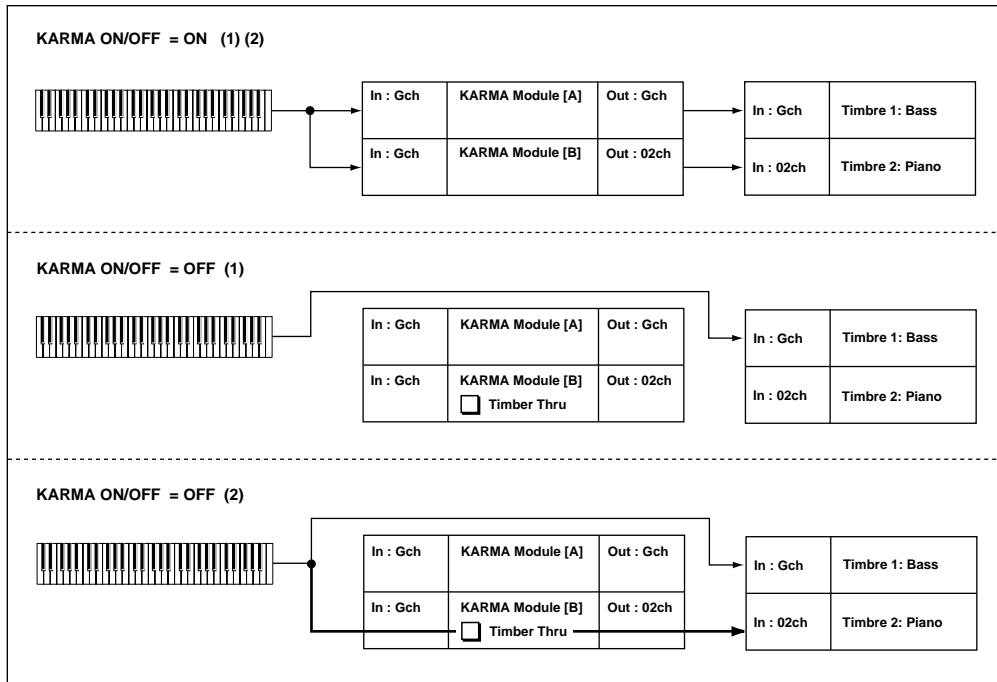 KARMA ON/OFF = ON (1) (2)
In : Gch KARMA Module [A] Out : Gch In : Gch Timbre 1: Bass
In : Gch KARMA Module [B] Out : 02ch In : 02ch Timbre 2: Piano
KARMA ON/OFF = OFF (1)
In : Gch KARMA Module [A] Out : Gch In : Gch Timbre 1: Bass
In : Gch KARMA Module [B] Out : 02ch In : 02ch Timbre 2: Piano
Timber Thru
KARMA ON/OFF = OFF (2)
In : Gch KARMA Module [A] Out : Gch In : Gch Timbre 1: Bass
In : Gch KARMA Module [B] Out : 02ch In : 02ch Timbre 2: Piano
Timber Thru